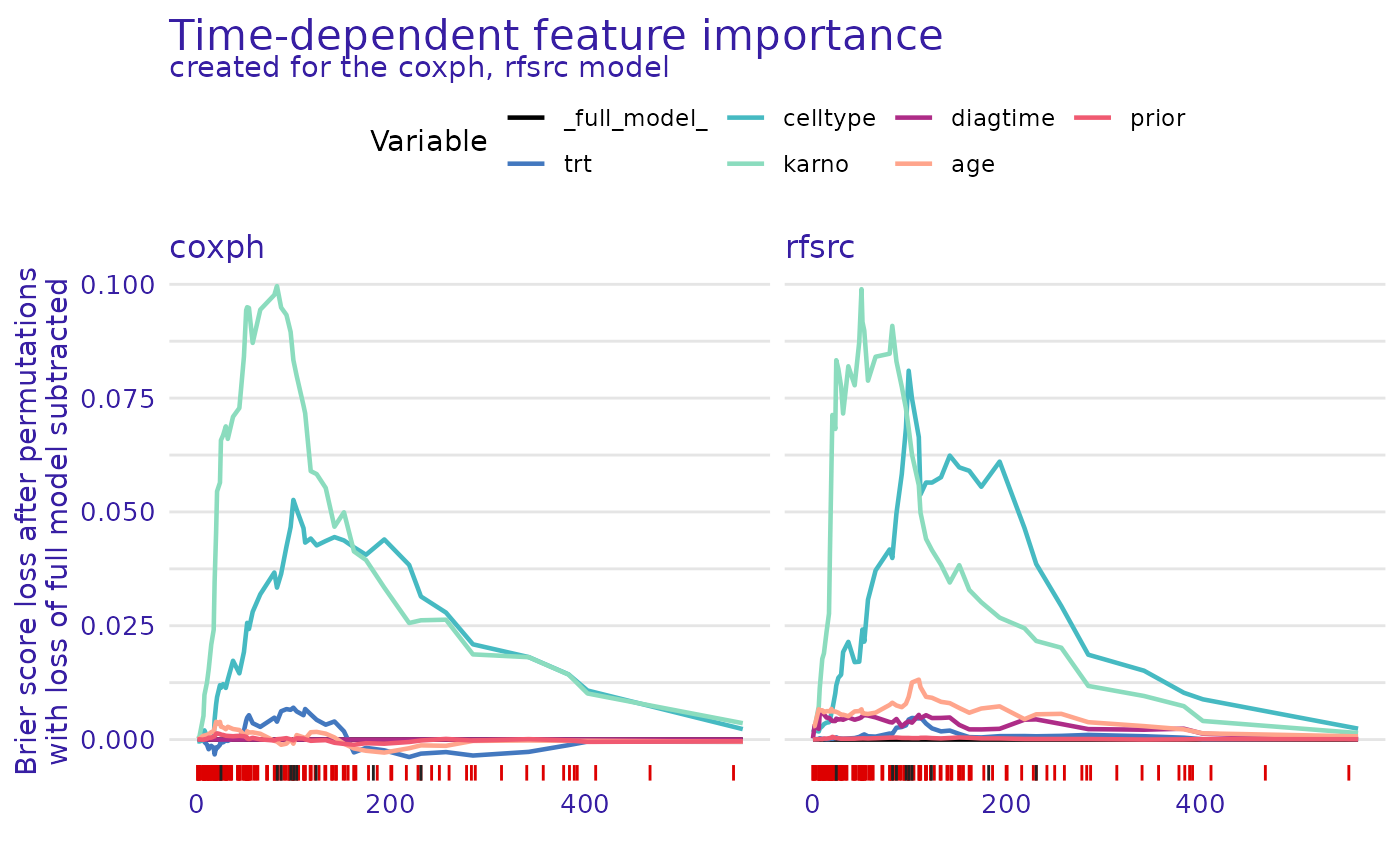 Time-dependent feature importance
created for the coxph, rfsrc model
Variable
_full_model_ celltype diagtime prior
trt karno age
coxph rfsrc
Brier score loss after permutations
with loss of full model subtracted
0.100
0.075
0.050
0.025
0.000
0 200 400 0 200 400